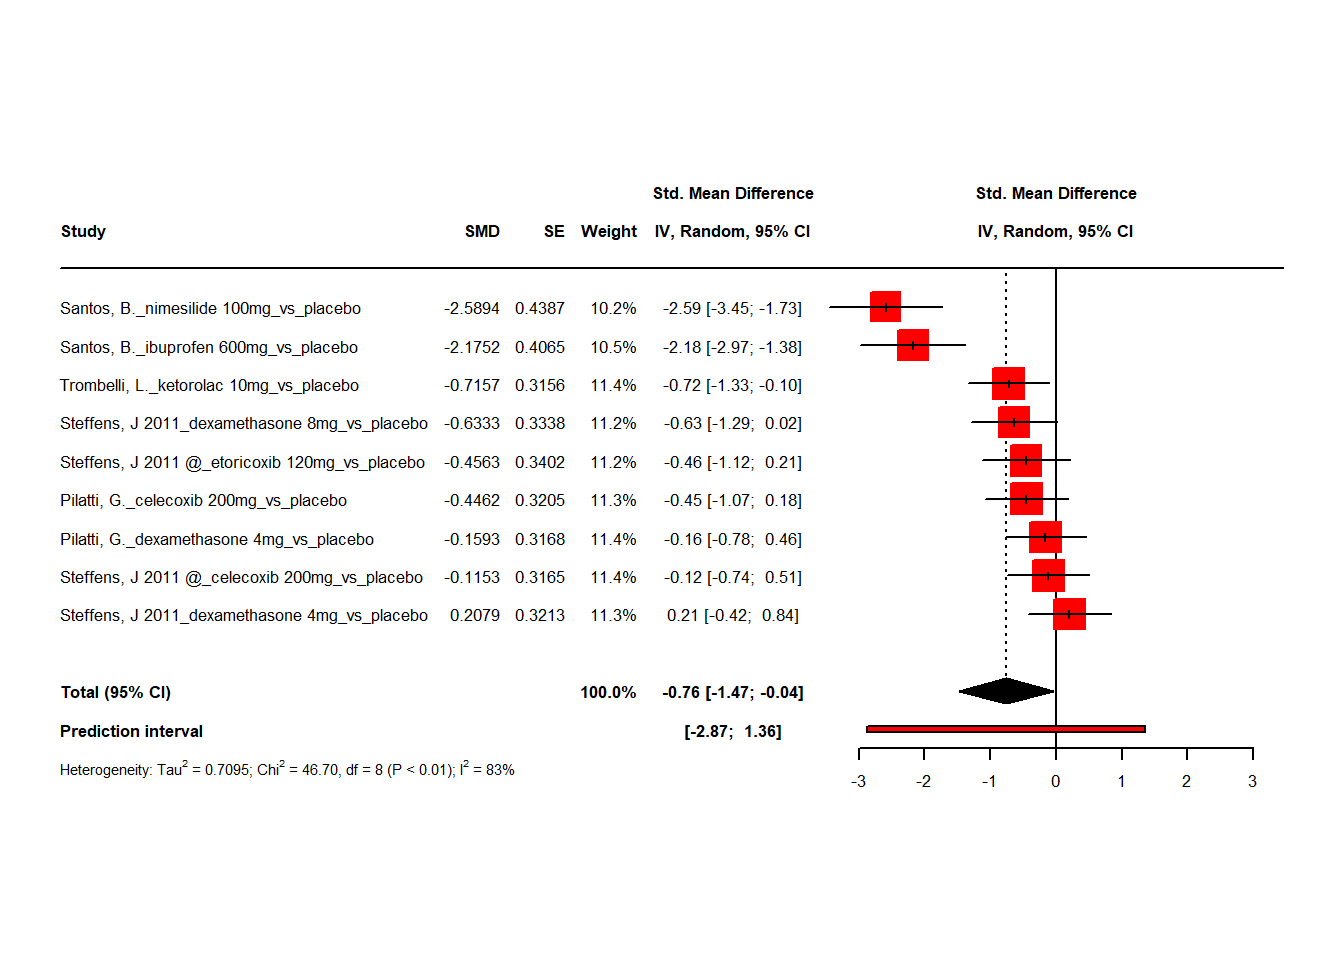 Std. Mean Difference Std. Mean Difference
Study SMD SE Weight IV, Random, 95% CI IV, Random, 95% CI
Santos, B._nimesilide 100mg_vs_placebo -2.5894 0.4387 10.2% -2.59 [-3.45; -1.73]
Santos, B._ibuprofen 600mg_vs_placebo -2.1752 0.4065 10.5% -2.18 [-2.97; -1.38]
Trombelli, L._ketorolac 10mg_vs_placebo -0.7157 0.3156 11.4% -0.72 [-1.33; -0.10]
Steffens, J 2011_dexamethasone 8mg_vs_placebo -0.6333 0.3338 11.2% -0.63 [-1.29; 0.02]
Steffens, J 2011 @_etoricoxib 120mg_vs_placebo -0.4563 0.3402 11.2% -0.46 [-1.12; 0.21]
Pilatti, G._celecoxib 200mg_vs_placebo -0.4462 0.3205 11.3% -0.45 [-1.07; 0.18]
Pilatti, G._dexamethasone 4mg_vs_placebo -0.1593 0.3168 11.4% -0.16 [-0.78; 0.46]
Steffens, J 2011 @_celecoxib 200mg_vs_placebo -0.1153 0.3165 11.4% -0.12 [-0.74; 0.51]
Steffens, J 2011_dexamethasone 4mg_vs_placebo 0.2079 0.3213 11.3% 0.21 [-0.42; 0.84]
Total (95% CI) 100.0% -0.76 [-1.47; -0.04]
Prediction interval [-2.87; 1.36]
Heterogeneity: Tau² = 0.7095; Chi² = 46.70, df = 8 (P < 0.01); I² = 83%
-3 -2 -1 0 1 2 3